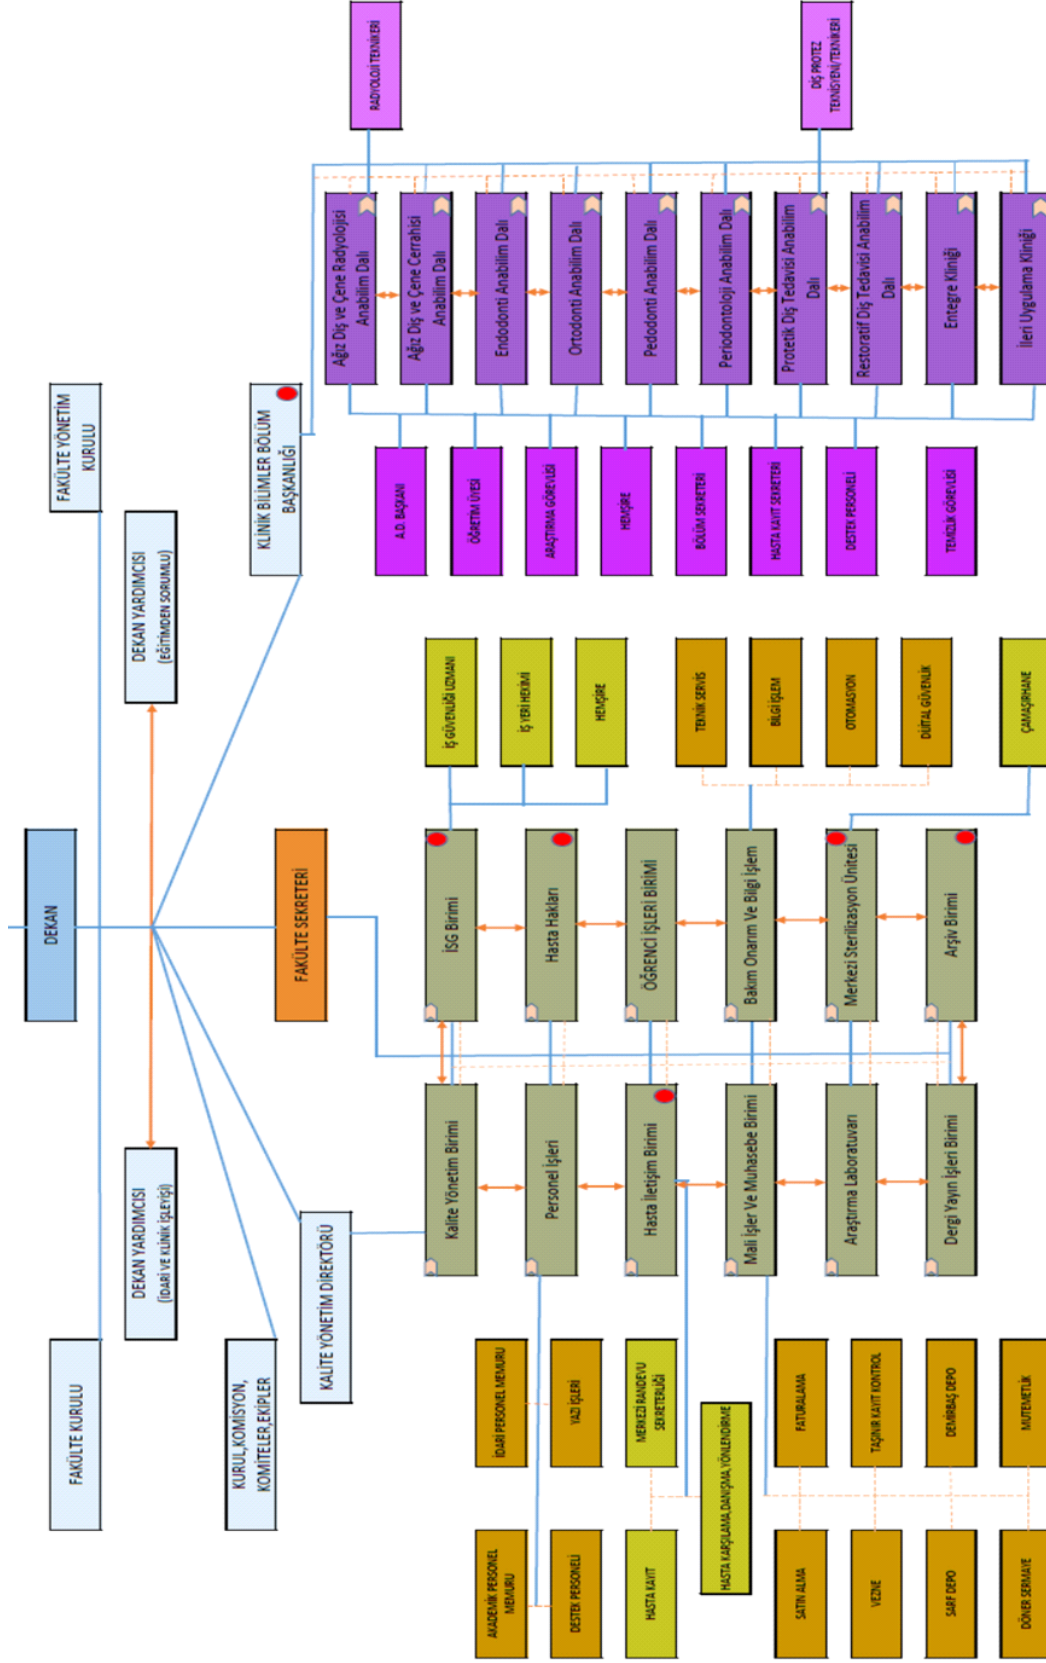 DEKAN
FAKÜLTE KURULU
FAKÜLTE YÖNETİM
KURULU
DEKAN YARDIMCISI
(İDARİ VE KLİNİK İŞLEYİŞİ)
DEKAN YARDIMCISI
(EĞİTİMDEN SORUMLU)
KURUL,KOMİSYON,
KOMİTELER,EKİPLER
KALİTE YÖNETİM DİREKTÖRÜ
FAKÜLTE SEKRETERİ
KLİNİK BİLİMLER BÖLÜM
BAŞKANLIĞI
Kalite Yönetim Birimi
Personel İşleri
Hasta İletişim Birimi
Mali İşler Ve Muhasebe Birimi
Araştırma Laboratuvarı
Dergi Yayın İşleri Birimi
İSG Birimi
Hasta Hakları
ÖĞRENCİ İŞLERİ BİRİMİ
Bakım Onarım Ve Bilgi İşlem
Merkezi Sterilizasyon Ünitesi
Arşiv Birimi
AKADEMİK PERSONEL
MEMURU
İDARİ PERSONEL MEMURU
DESTEK PERSONELİ
YAZI İŞLERİ
HASTA KAYIT
MERKEZİ RANDEVU
SEKRETERLİĞİ
HASTA KARŞILAMA,DANIŞMA,YÖNLENDİRME
SATIN ALMA
FATURALAMA
VEZNE
TAŞINIR KAYIT KONTROL
SARF DEPO
DEMİRBAŞ DEPO
DÖNER SERMAYE
MUTEMETLİK
İŞ GÜVENLİĞİ UZMANI
İŞ YERİ HEKİMİ
HEMŞİRE
TEKNİK SERVİS
BİLGİ İŞLEM
OTOMASYON
DİJİTAL GÜVENLİK
ÇAMAŞIRHANE
A.D. BAŞKANI
ÖĞRETİM ÜYESİ
ARAŞTIRMA GÖREVLİSİ
HEMŞİRE
BÖLÜM SEKRETERİ
HASTA KAYIT SEKRETERİ
DESTEK PERSONELİ
TEMİZLİK GÖREVLİSİ
Ağız Diş ve Çene Radyolojisi
Anabilim Dalı
Ağız Diş ve Çene Cerrahisi
Anabilim Dalı
Endodonti Anabilim Dalı
Ortodonti Anabilim Dalı
Pedodonti Anabilim Dalı
Periodontoloji Anabilim Dalı
Protetik Diş Tedavisi Anabilim
Dalı
Restoratif Diş Tedavisi Anabilim
Dalı
Entegre Kliniği
İleri Uygulama Kliniği
RADYOLOJİ TEKNİKERİ
DİŞ PROTEZ
TEKNİSYENİ/TEKNİKERİ